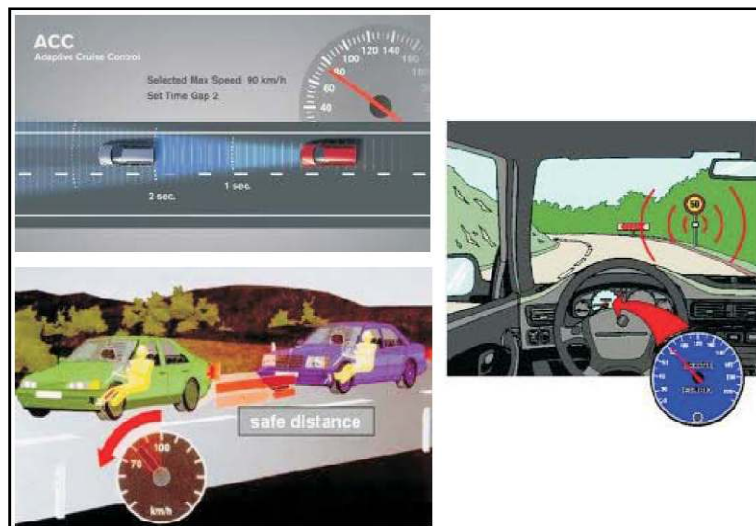 ACC
Adaptive Cruise Control
Selected Max Speed 90 km/h
Set Time Gap 2
40
60
80
100
120
140
2 sec.
1 sec.
50
safe distance
70
100
km/h